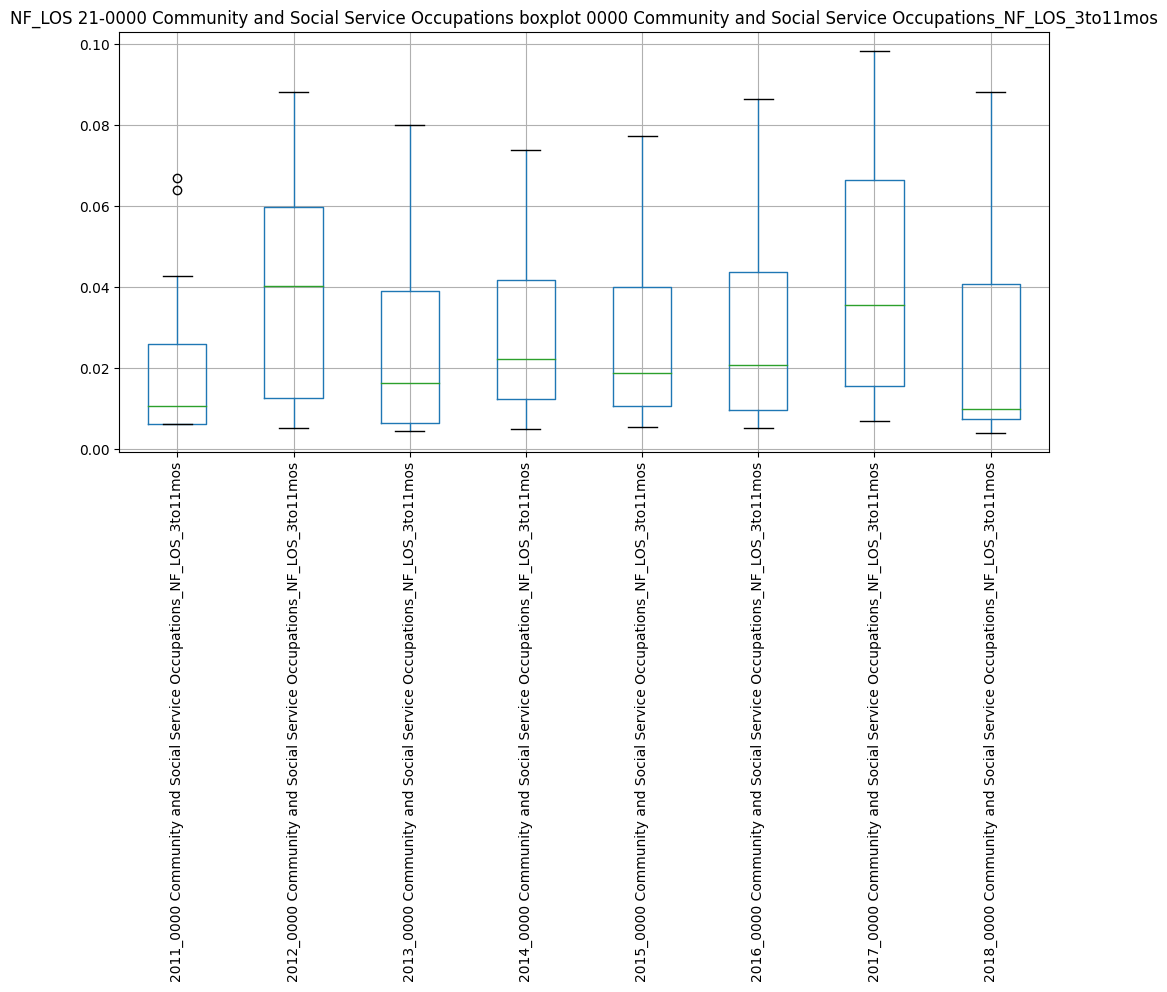 NF_LOS 21-0000 Community and Social Service Occupations boxplot 0000 Community and Social Service Occupations_NF_LOS_3to11mos
0.10
0.08
0.06
0.04
0.02
0.00
2011_0000 Community and Social Service Occupations_NF_LOS_3to11mos
2012_0000 Community and Social Service Occupations_NF_LOS_3to11mos
2013_0000 Community and Social Service Occupations_NF_LOS_3to11mos
2014_0000 Community and Social Service Occupations_NF_LOS_3to11mos
2015_0000 Community and Social Service Occupations_NF_LOS_3to11mos
2016_0000 Community and Social Service Occupations_NF_LOS_3to11mos
2017_0000 Community and Social Service Occupations_NF_LOS_3to11mos
2018_0000 Community and Social Service Occupations_NF_LOS_3to11mos